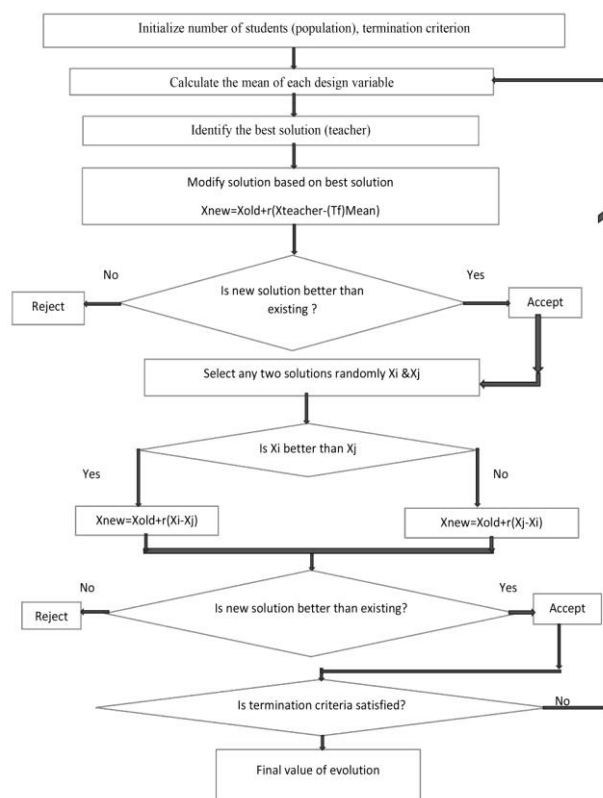 Initialize number of students (population), termination criterion
Calculate the mean of each design variable
Identify the best solution (teacher)
Modify solution based on best solution
Xnew=Xold+r(Xteacher-(Tf)Mean)
No
Yes
Is new solution better than
existing ?
Reject
Accept
Select any two solutions randomly Xi &Xj
Is Xi better than Xj
Yes
No
Xnew=Xold+r(Xi-Xj)
Xnew=Xold+r(Xj-Xi)
No
Yes
Is new solution better than existing?
Reject
Accept
Is termination criteria satisfied?
No
Final value of evolution